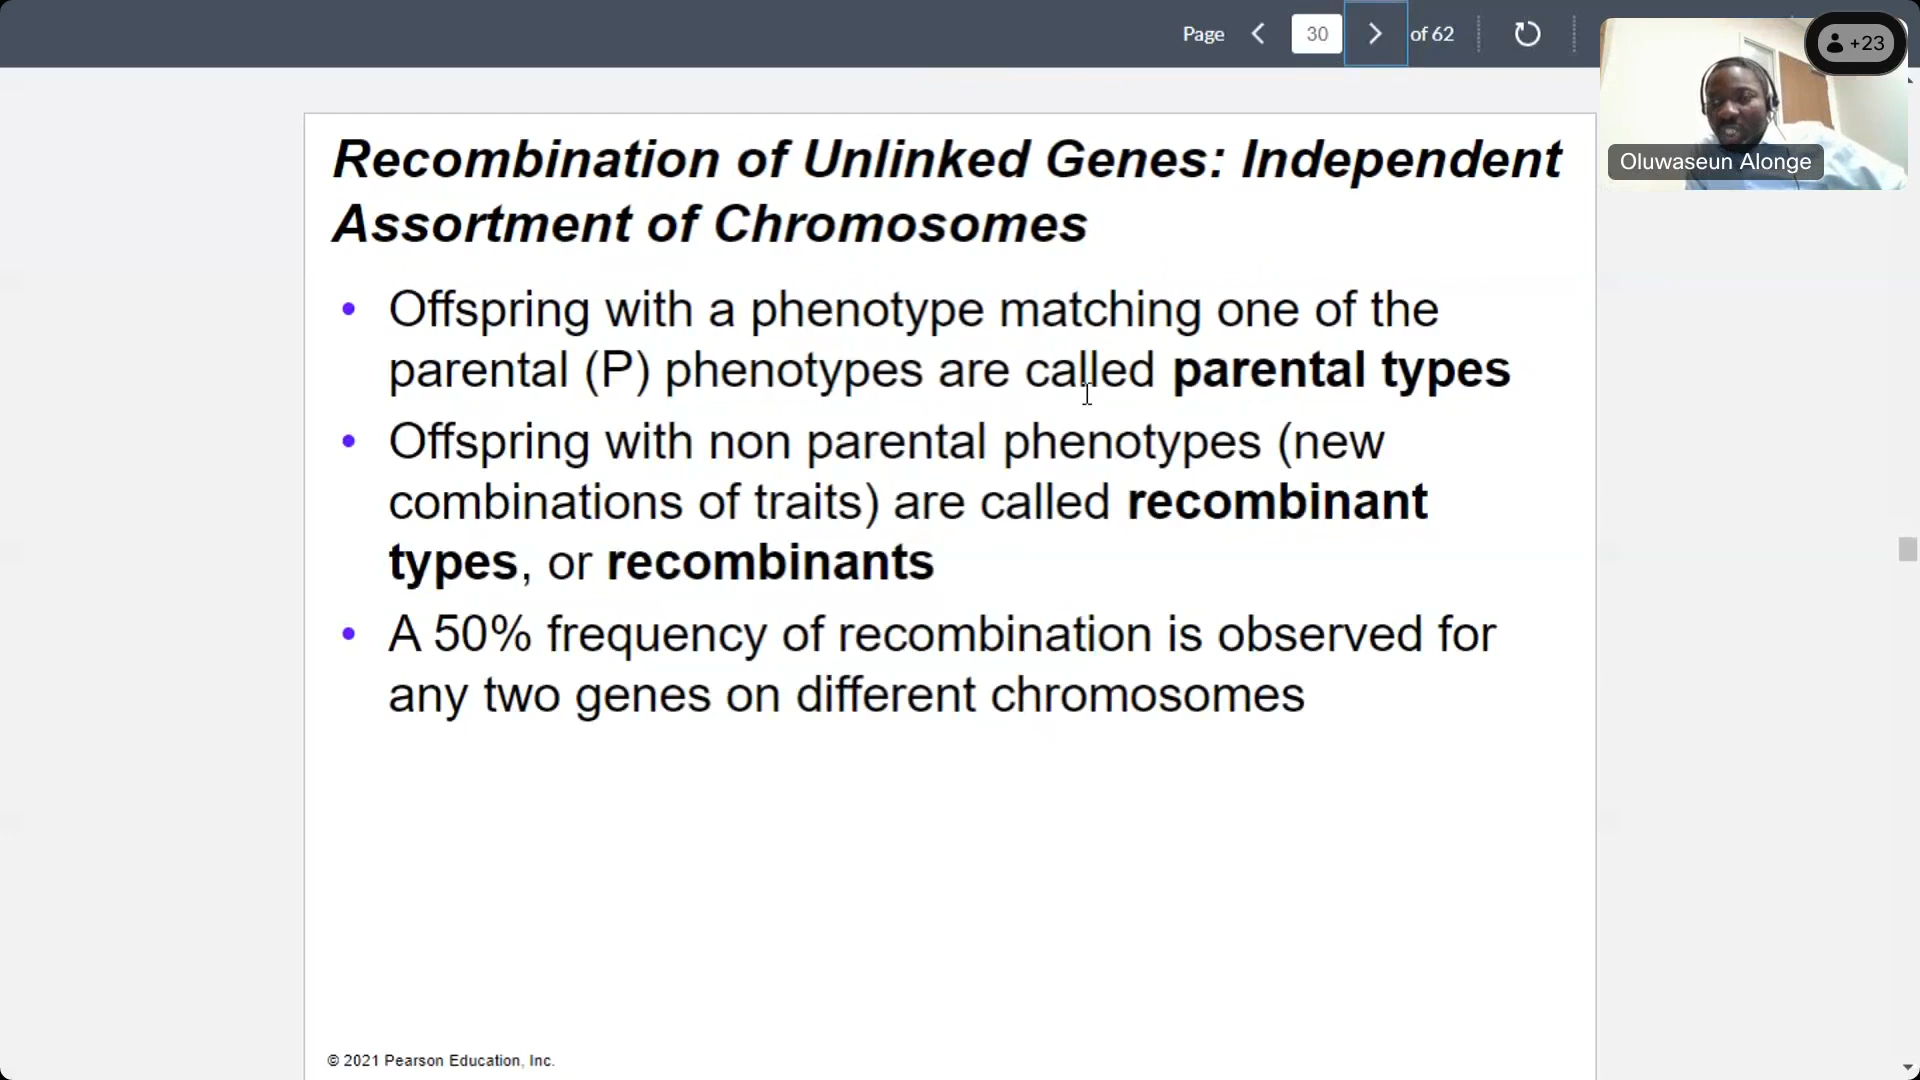 Page 30 of 62
+23
Oluwaseun Alonge
Recombination of Unlinked Genes: Independent
Assortment of Chromosomes
• Offspring with a phenotype matching one of the
parental (P) phenotypes are called parental types
• Offspring with non parental phenotypes (new
combinations of traits) are called recombinant
types, or recombinants
• A 50% frequency of recombination is observed for
any two genes on different chromosomes
© 2021 Pearson Education, Inc.